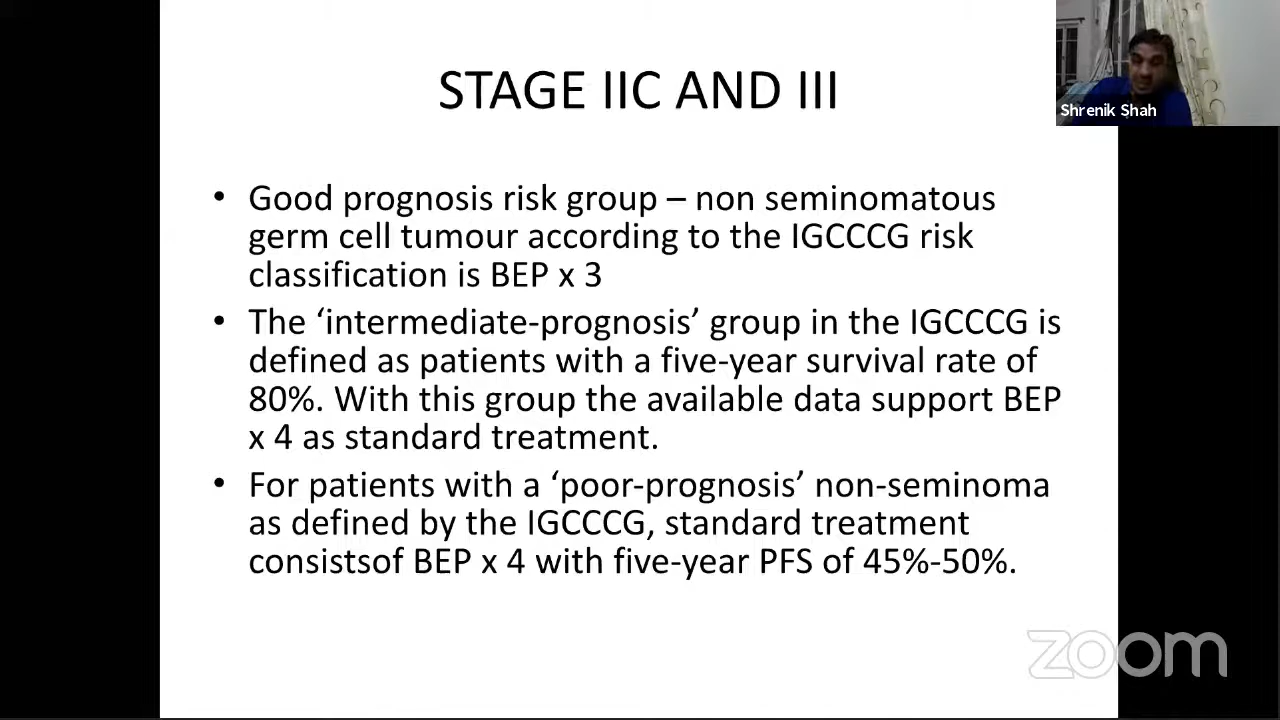 STAGE IIC AND III
Shrenik Shah
• Good prognosis risk group – non seminomatous
germ cell tumour according to the IGCCCG risk
classification is BEP x 3
• The ‘intermediate-prognosis’ group in the IGCCCG is
defined as patients with a five-year survival rate of
80%. With this group the available data support BEP
x 4 as standard treatment.
• For patients with a ‘poor-prognosis’ non-seminoma
as defined by the IGCCCG, standard treatment
consistsof BEP x 4 with five-year PFS of 45%-50%.
zoom